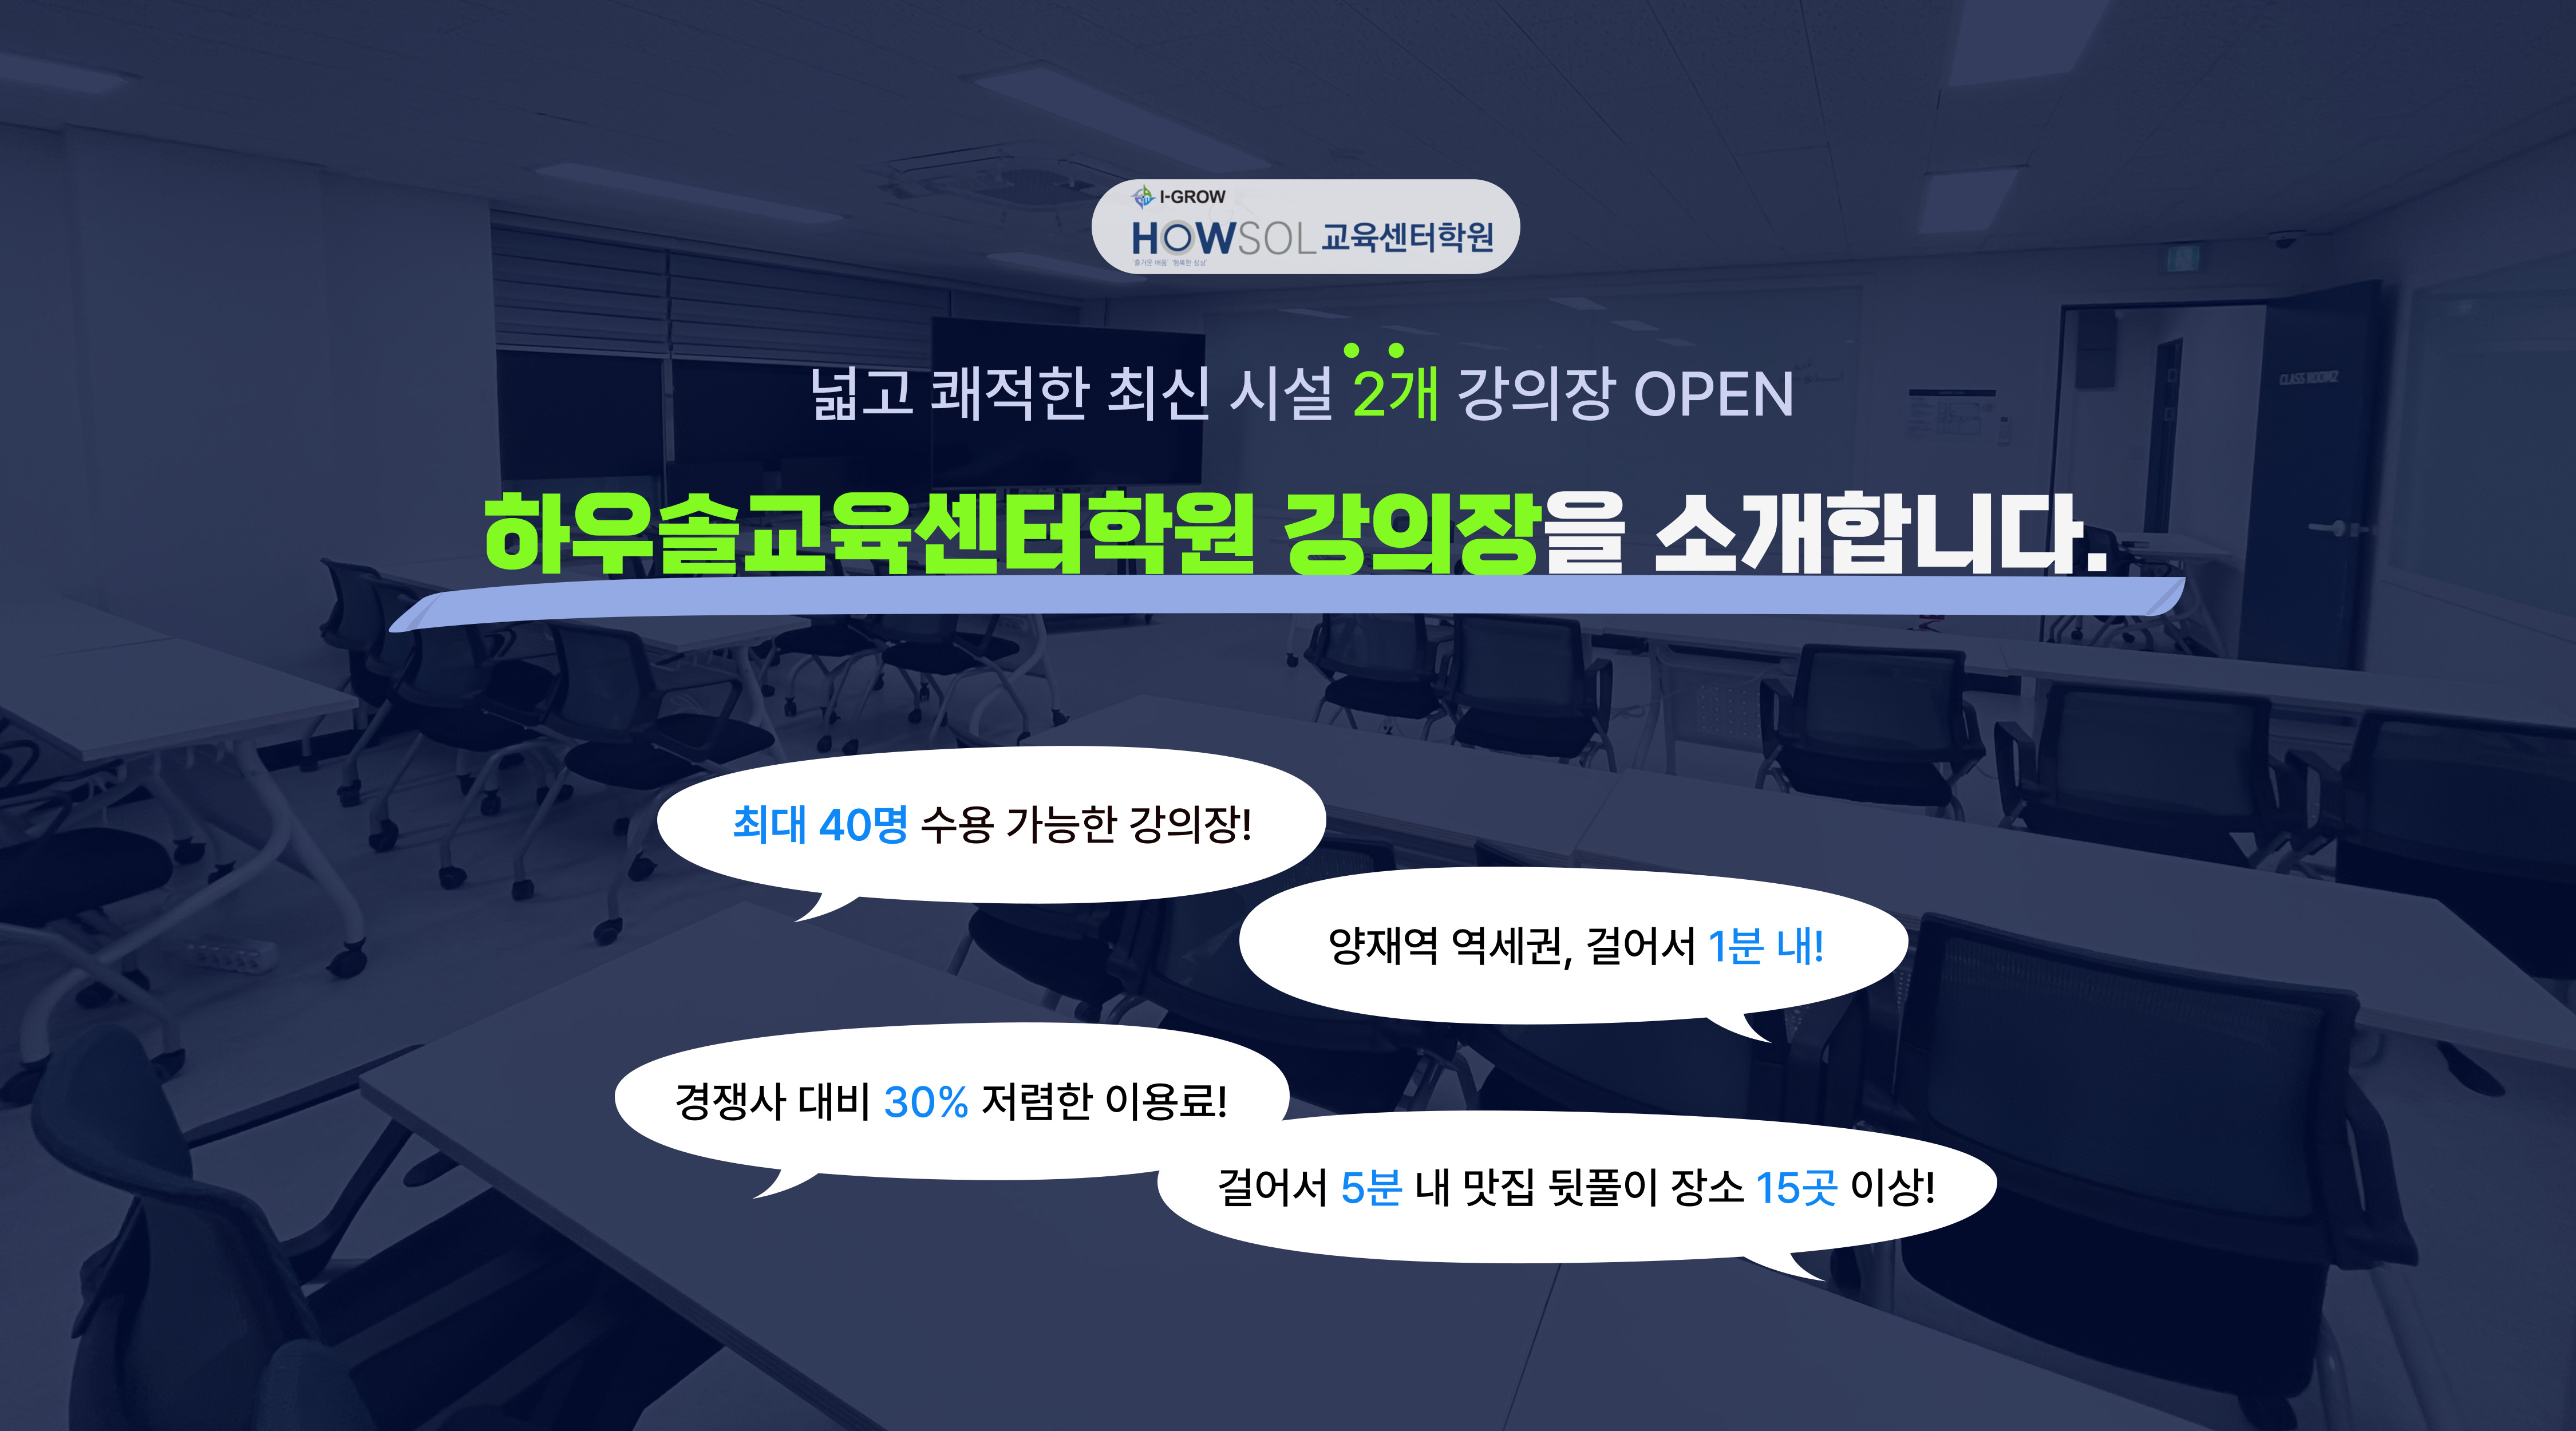 I-GROW
HOWSOL 교육센터학원
넓고 쾌적한 최신 시설 2개 강의장 OPEN
하우솔교육센터학원 강의장을 소개합니다.
최대 40명 수용 가능한 강의장!
양재역 역세권, 걸어서 1분 내!
경쟁사 대비 30% 저렴한 이용료!
걸어서 5분 내 맛집 뒷풀이 장소 15곳 이상!
CLASS ROOM2